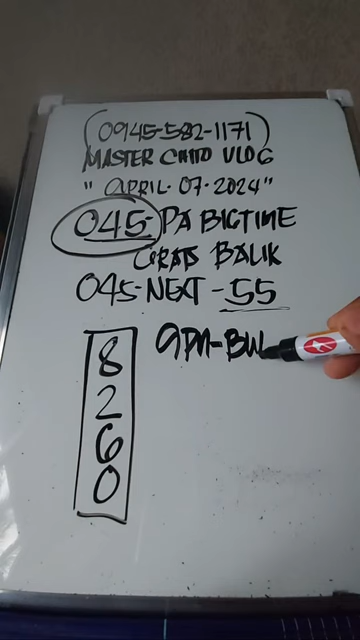 (0945-582-1171)
MASTER CHITO VLOG
"APRIL-07-2024"
045-PA BIGTIME
GRABS BALIK
045-NEXT-55
9PM-BW
8
2
6
0